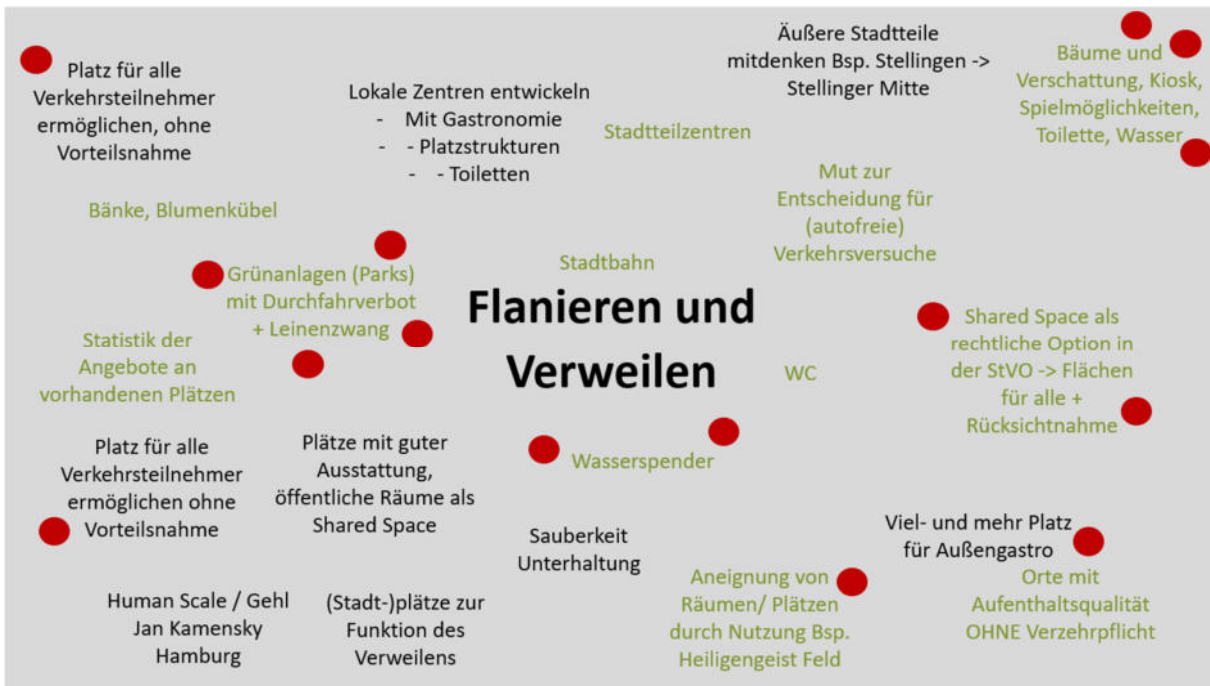 Platz für alle
Verkehrsteilnehmer
ermöglichen, ohne
Vorteilsnahme
Lokale Zentren entwickeln
- Mit Gastronomie
- - Platzstrukturen
- - Toiletten
Äußere Stadtteile
mitdenken Bsp. Stellingen ->
Stellinger Mitte
Bäume und
Verschattung, Kiosk,
Spielmöglichkeiten,
Toilette, Wasser
Stadtteilzentren
Bänke, Blumenkübel
Mut zur
Entscheidung für
(autofreie)
Verkehrsversuche
Grünanlagen (Parks)
mit Durchfahrverbot
+ Leinenzwang
Stadtbahn
Flanieren und
Verweilen
Statistik der
Angebote an
vorhandenen Plätzen
WC
Shared Space als
rechtliche Option in
der StVO -> Flächen
für alle +
Rücksichtnahme
Platz für alle
Verkehrsteilnehmer
ermöglichen ohne
Vorteilsnahme
Plätze mit guter
Ausstattung,
öffentliche Räume als
Shared Space
Wasserspender
Sauberkeit
Unterhaltung
Viel- und mehr Platz
für Außengastro
Human Scale / Gehl
Jan Kamensky
Hamburg
(Stadt-)plätze zur
Funktion des
Verweilens
Aneignung von
Räumen/ Plätzen
durch Nutzung Bsp.
Heiligengeist Feld
Orte mit
Aufenthaltsqualität
OHNE Verzehrpflicht